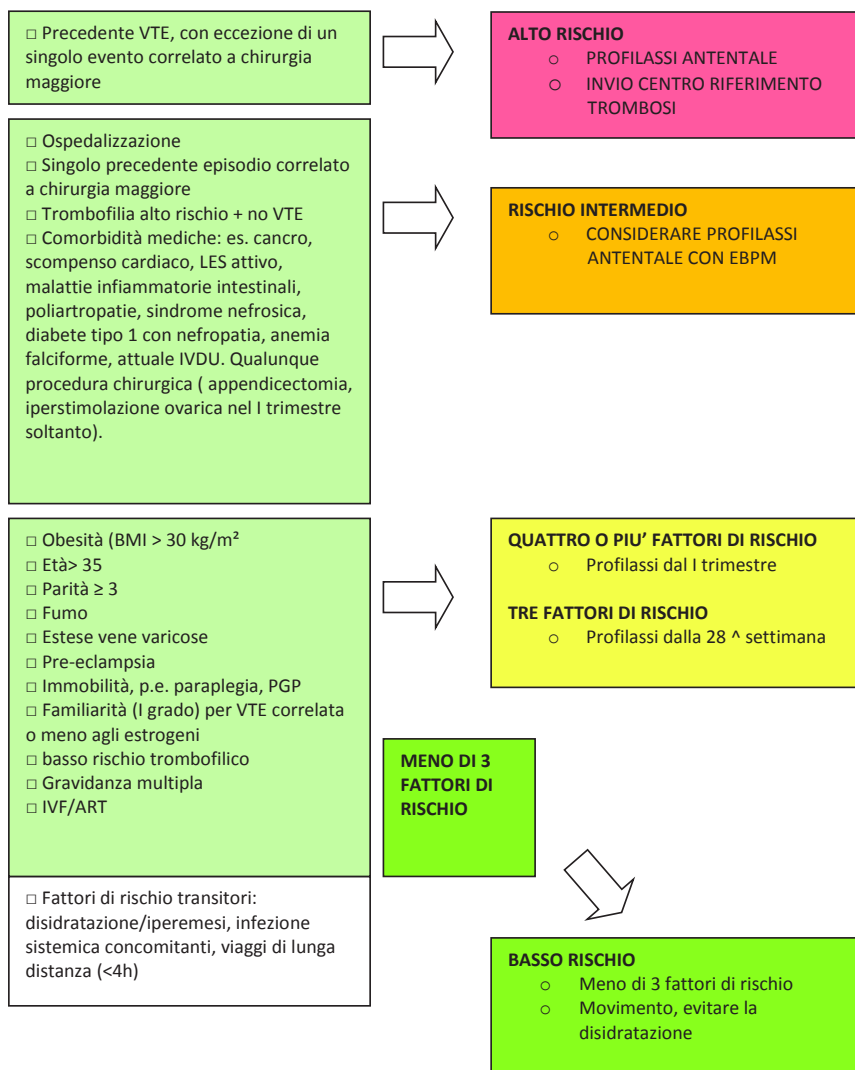 □ Precedente VTE, con eccezione di un
singolo evento correlato a chirurgia
maggiore
ALTO RISCHIO
o PROFILASSI ANTENTALE
o INVIO CENTRO RIFERIMENTO
TROMBOSI
□ Ospedalizzazione
□ Singolo precedente episodio correlato
a chirurgia maggiore
□ Trombofilia alto rischio + no VTE
□ Comorbidità mediche: es. cancro,
scompenso cardiaco, LES attivo,
malattie infiammatorie intestinali,
poliartropatie, sindrome nefrosica,
diabete tipo 1 con nefropatia, anemia
falciforme, attuale IVDU. Qualunque
procedura chirurgica ( appendicectomia,
iperstimolazione ovarica nel I trimestre
soltanto).
RISCHIO INTERMEDIO
o CONSIDERARE PROFILASSI
ANTENTALE CON EBPM
□ Obesità (BMI > 30 kg/m²
□ Età> 35
□ Parità ≥ 3
□ Fumo
□ Estese vene varicose
□ Pre-eclampsia
□ Immobilità, p.e. paraplegia, PGP
□ Familiarità (I grado) per VTE correlata
o meno agli estrogeni
□ basso rischio trombofilico
□ Gravidanza multipla
□ IVF/ART
QUATTRO O PIU’ FATTORI DI RISCHIO
o Profilassi dal I trimestre
TRE FATTORI DI RISCHIO
o Profilassi dalla 28 ^ settimana
MENO DI 3
FATTORI DI
RISCHIO
□ Fattori di rischio transitori:
disidratazione/iperemesi, infezione
sistemica concomitanti, viaggi di lunga
distanza (<4h)
BASSO RISCHIO
o Meno di 3 fattori di rischio
o Movimento, evitare la
disidratazione